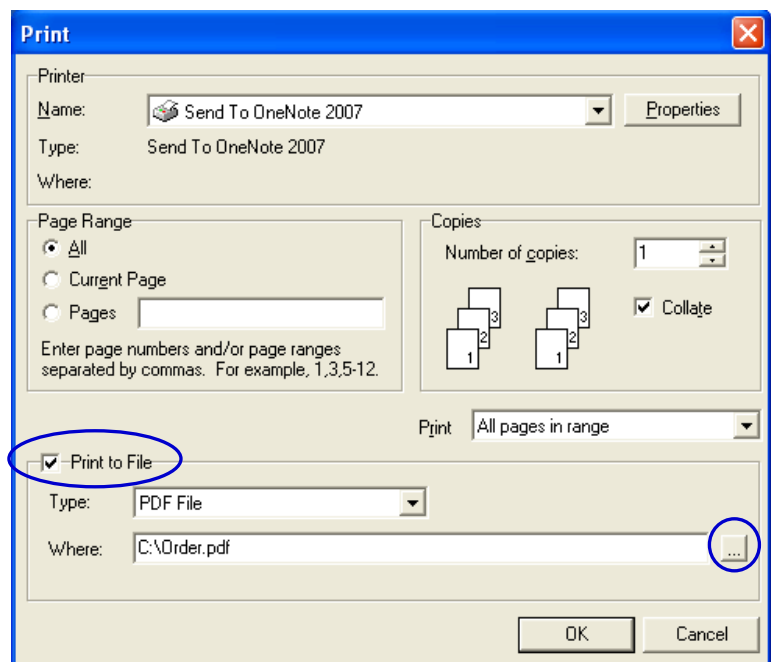 Print
Printer
Name: Send To OneNote 2007 Properties
Type: Send To OneNote 2007
Where:
Page Range
All
Current Page
Pages
Enter page numbers and/or page ranges
separated by commas. For example, 1,3,5-12.
Copies
Number of copies: 1
1 2 3 1 2 3
Collate
Print All pages in range
Print to File
Type: PDF File
Where: C:\Order.pdf ...
OK Cancel